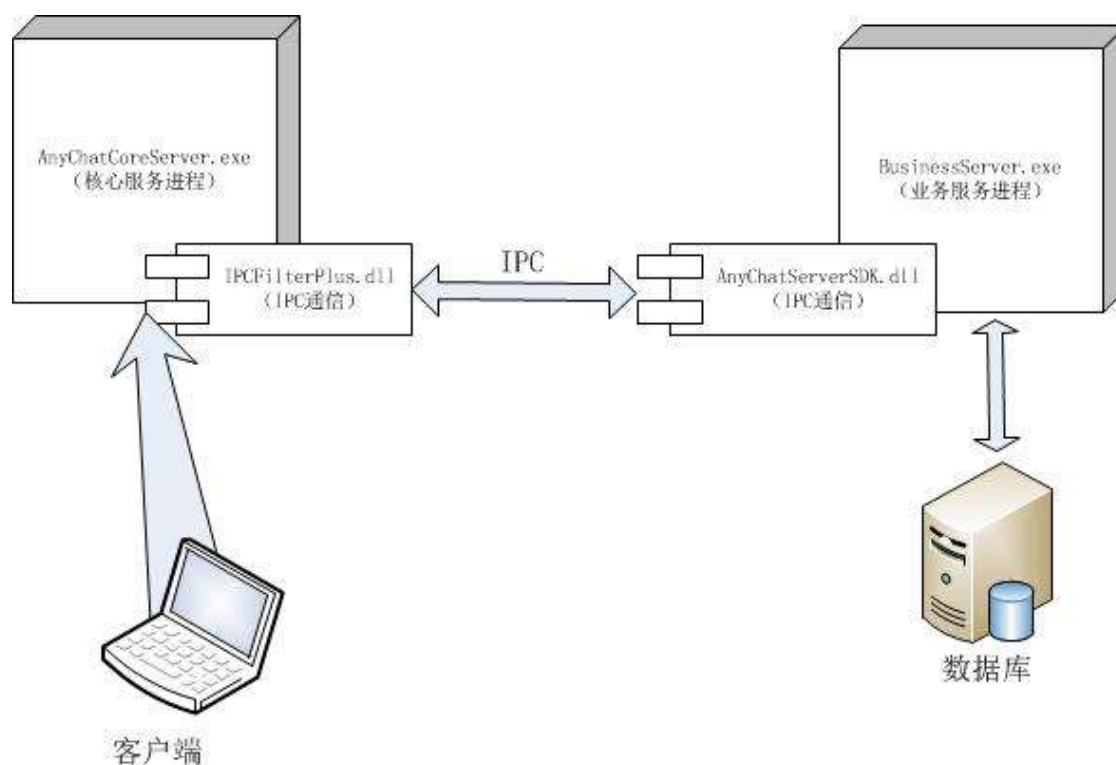 AnyChatCoreServer.exe
（核心服务进程）
BusinessServer.exe
（业务服务进程）
IPCFilterPlus.dll
（IPC通信）
IPC
AnyChatServerSDK.dll
（IPC通信）
数据库
客户端